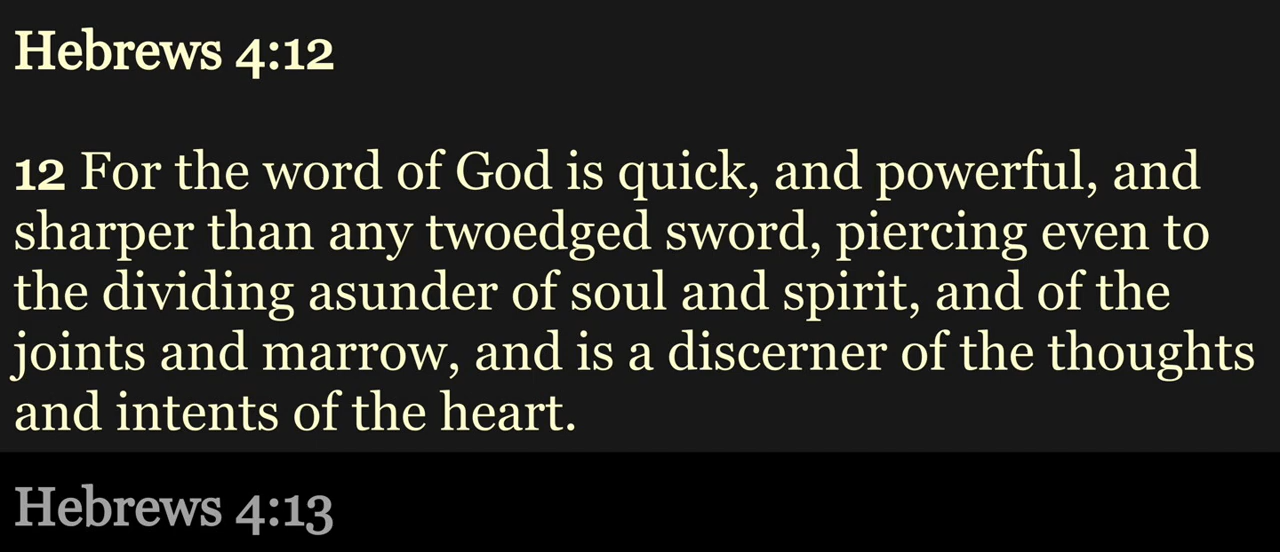 Hebrews 4:12
12 For the word of God is quick, and powerful, and
sharper than any twoedged sword, piercing even to
the dividing asunder of soul and spirit, and of the
joints and marrow, and is a discerner of the thoughts
and intents of the heart.
Hebrews 4:13